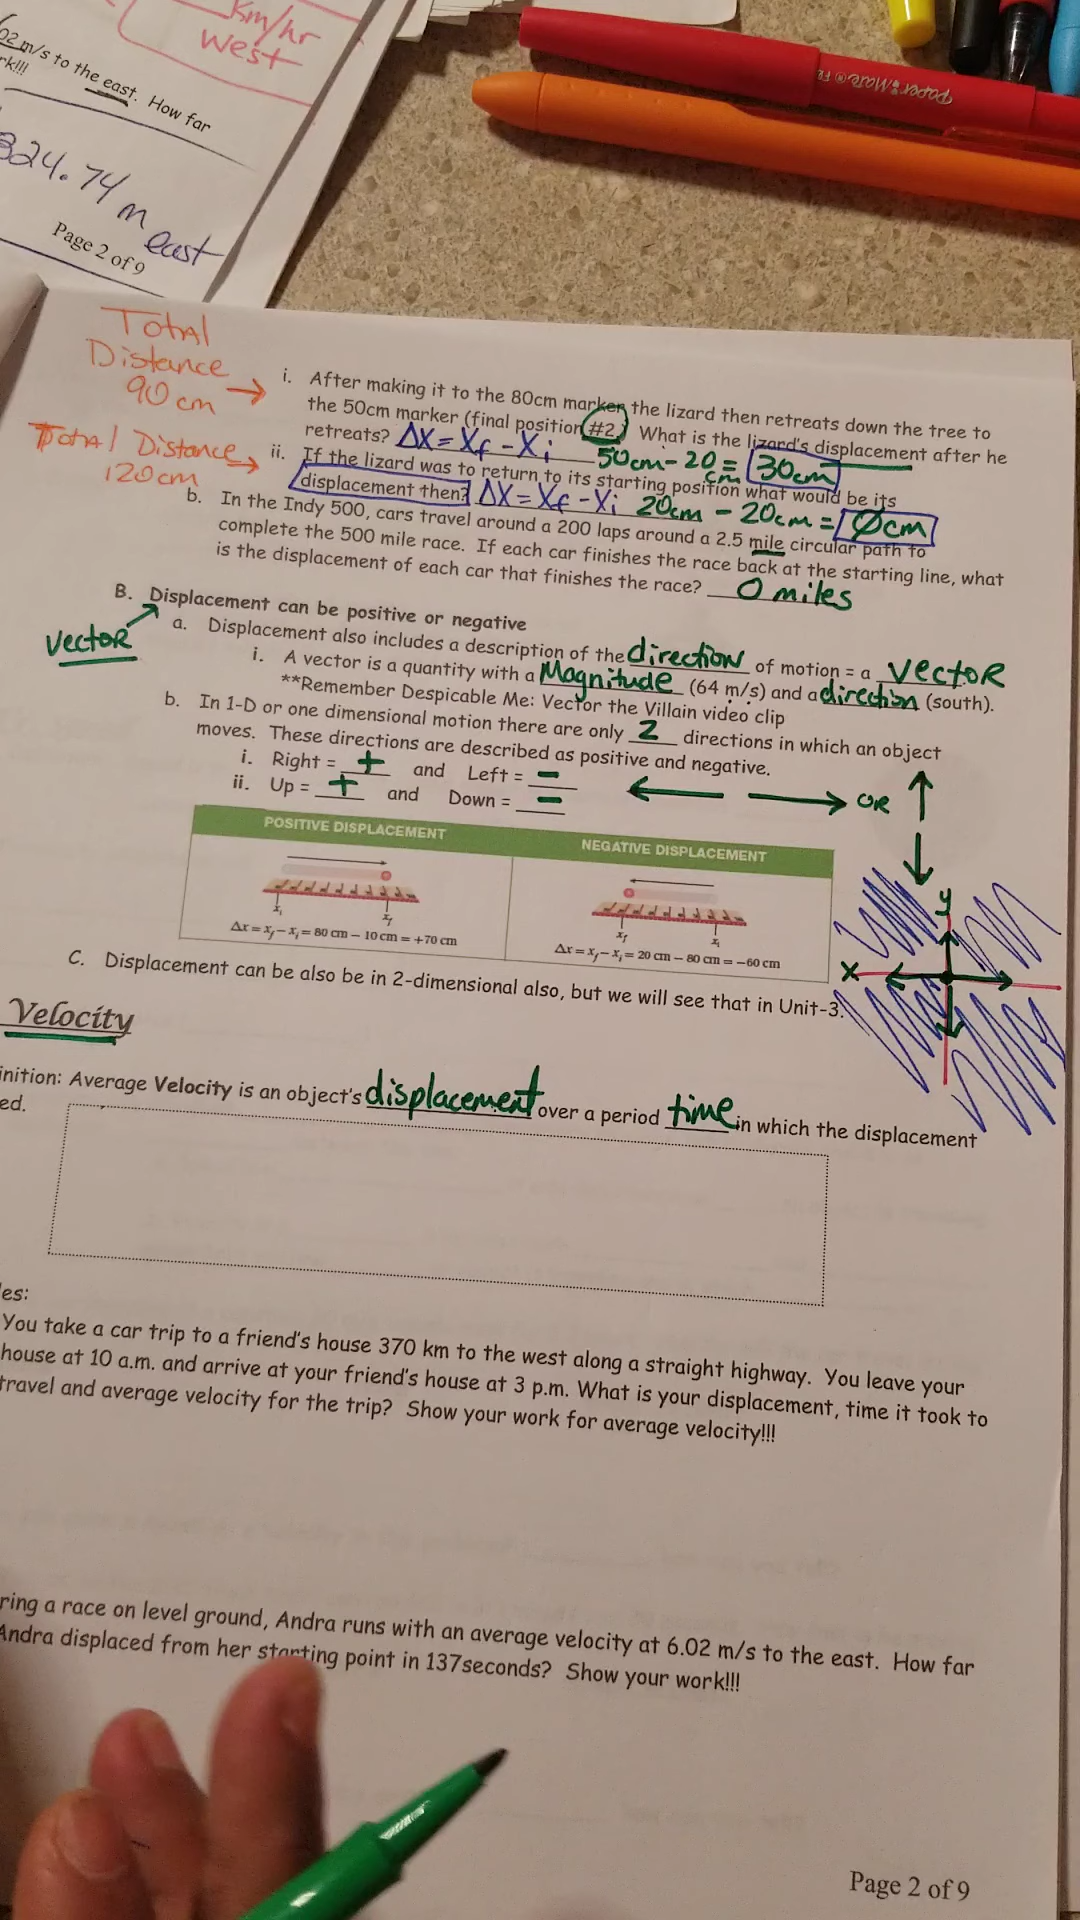 Km/hr
West
02 m/s to the east. How far
rk!!!
324.74 m east
Page 2 of 9
Paper:Mate
Total
Distance
90 cm
i. After making it to the 80cm marker the lizard then retreats down the tree to
the 50cm marker (final position #2.) What is the lizard's displacement after he
retreats? ΔX = Xf - Xi 50cm - 20 cm = 30cm
Total Distance
120cm
ii. If the lizard was to return to its starting position what would be its
displacement then? ΔX = Xf - Xi 20cm - 20cm = 0cm
b. In the Indy 500, cars travel around a 200 laps around a 2.5 mile circular path to
complete the 500 mile race. If each car finishes the race back at the starting line, what
is the displacement of each car that finishes the race? 0 miles
B. Displacement can be positive or negative
vector
a. Displacement also includes a description of the direction of motion = a vector
i. A vector is a quantity with a Magnitude (64 m/s) and a direction (south).
**Remember Despicable Me: Vector the Villain video clip
b. In 1-D or one dimensional motion there are only 2 directions in which an object
moves. These directions are described as positive and negative.
i. Right = + and Left = -
ii. Up = + and Down = -
OR
POSITIVE DISPLACEMENT
NEGATIVE DISPLACEMENT
xi xf
xf xi
Δx = xf - xi = 80 cm - 10 cm = +70 cm
Δx = xf - xi = 20 cm - 80 cm = -60 cm
y
x
C. Displacement can be also be in 2-dimensional also, but we will see that in Unit-3.
Velocity
inition: Average Velocity is an object's displacement over a period time in which the displacement
ed.
les:
You take a car trip to a friend's house 370 km to the west along a straight highway. You leave your
house at 10 a.m. and arrive at your friend's house at 3 p.m. What is your displacement, time it took to
travel and average velocity for the trip? Show your work for average velocity!!!
ring a race on level ground, Andra runs with an average velocity at 6.02 m/s to the east. How far
Andra displaced from her starting point in 137seconds? Show your work!!!
Page 2 of 9